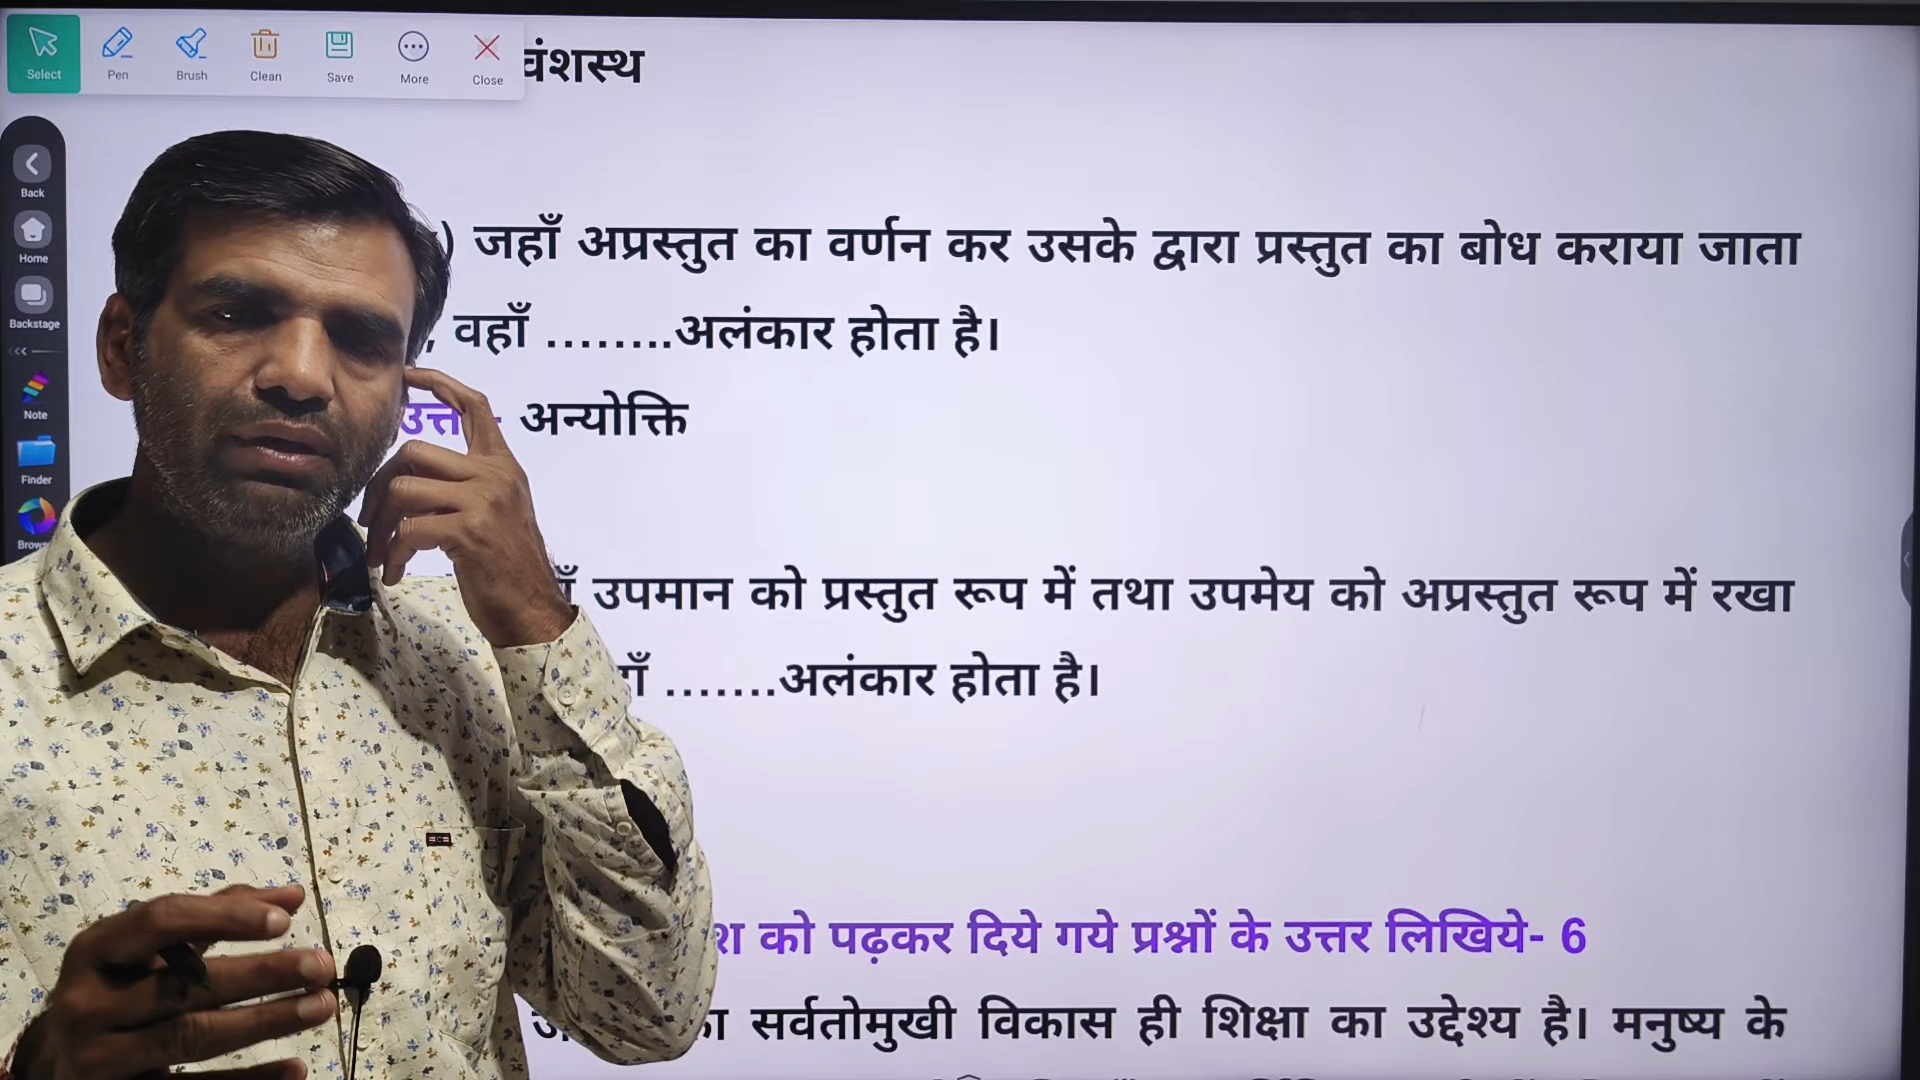 Select Pen Brush Clean Save More Close
वंशस्थ
Back
Home
Backstage
Note
Finder
) जहाँ अप्रस्तुत का वर्णन कर उसके द्वारा प्रस्तुत का बोध कराया जाता
, वहाँ ........अलंकार होता है।
अन्योक्ति
उपमान को प्रस्तुत रूप में तथा उपमेय को अप्रस्तुत रूप में रखा
.......अलंकार होता है।
को पढ़कर दिये गये प्रश्नों के उत्तर लिखिये- 6
सर्वतोमुखी विकास ही शिक्षा का उद्देश्य है। मनुष्य के